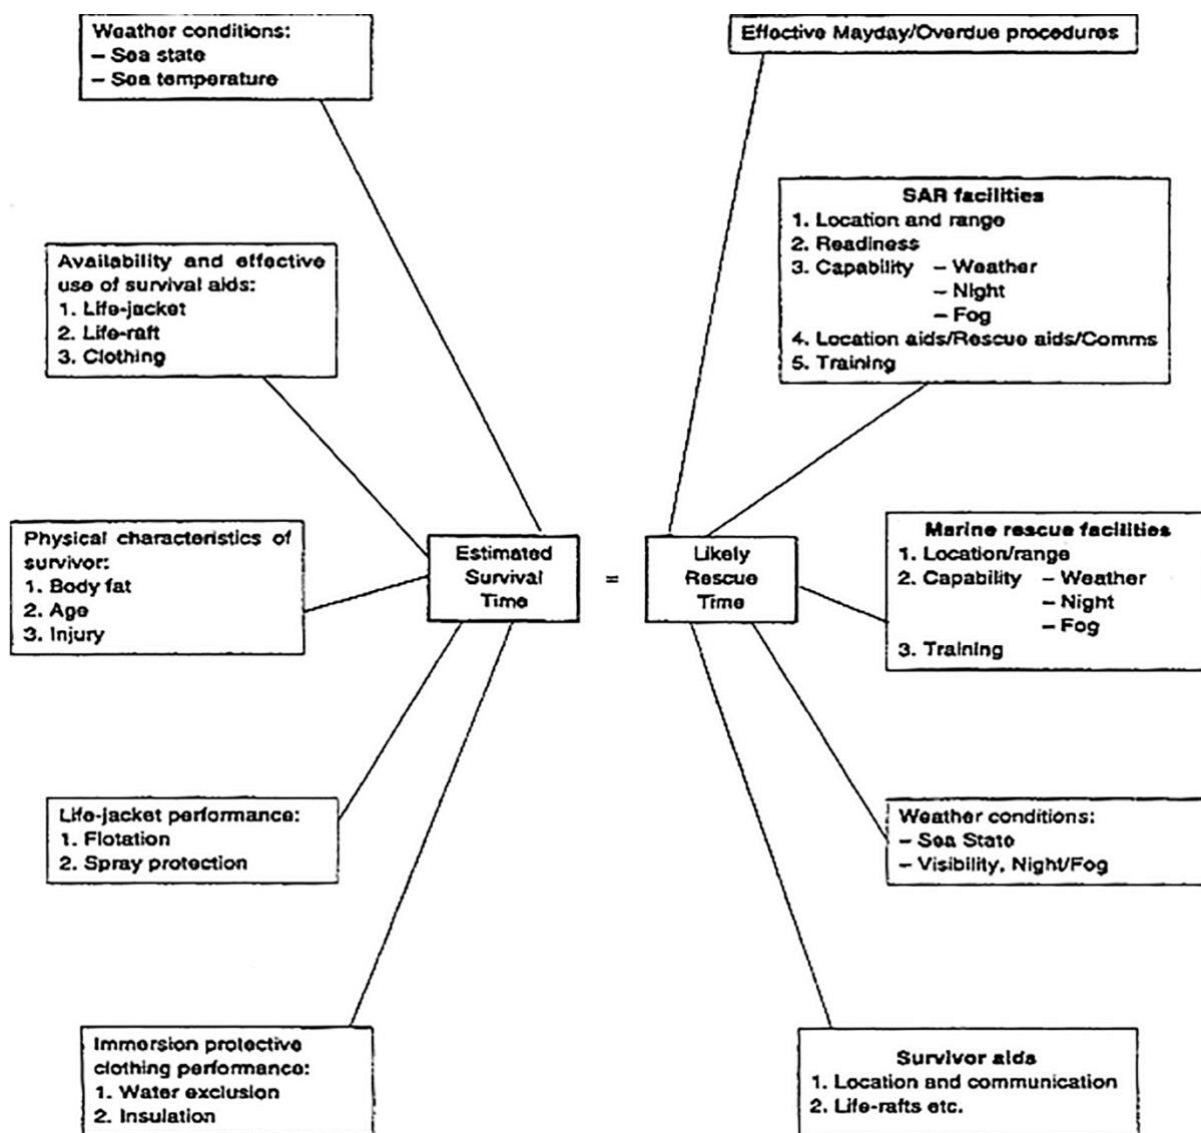 Weather conditions:
– Sea state
– Sea temperature
Effective Mayday/Overdue procedures
SAR facilities
1. Location and range
2. Readiness
3. Capability – Weather
– Night
– Fog
4. Location aids/Rescue aids/Comms
5. Training
Availability and effective
use of survival aids:
1. Life-jacket
2. Life-raft
3. Clothing
Physical characteristics of
survivor:
1. Body fat
2. Age
3. Injury
Estimated
Survival
Time
=
Likely
Rescue
Time
Marine rescue facilities
1. Location/range
2. Capability – Weather
– Night
– Fog
3. Training
Life-jacket performance:
1. Flotation
2. Spray protection
Weather conditions:
– Sea State
– Visibility, Night/Fog
Immersion protective
clothing performance:
1. Water exclusion
2. Insulation
Survivor aids
1. Location and communication
2. Life-rafts etc.